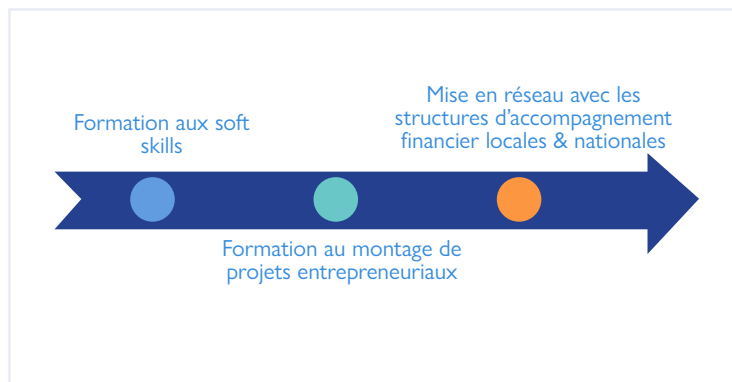 Formation aux soft
skills
Formation au montage de
projets entrepreneuriaux
Mise en réseau avec les
structures d'accompagnement
financier locales & nationales